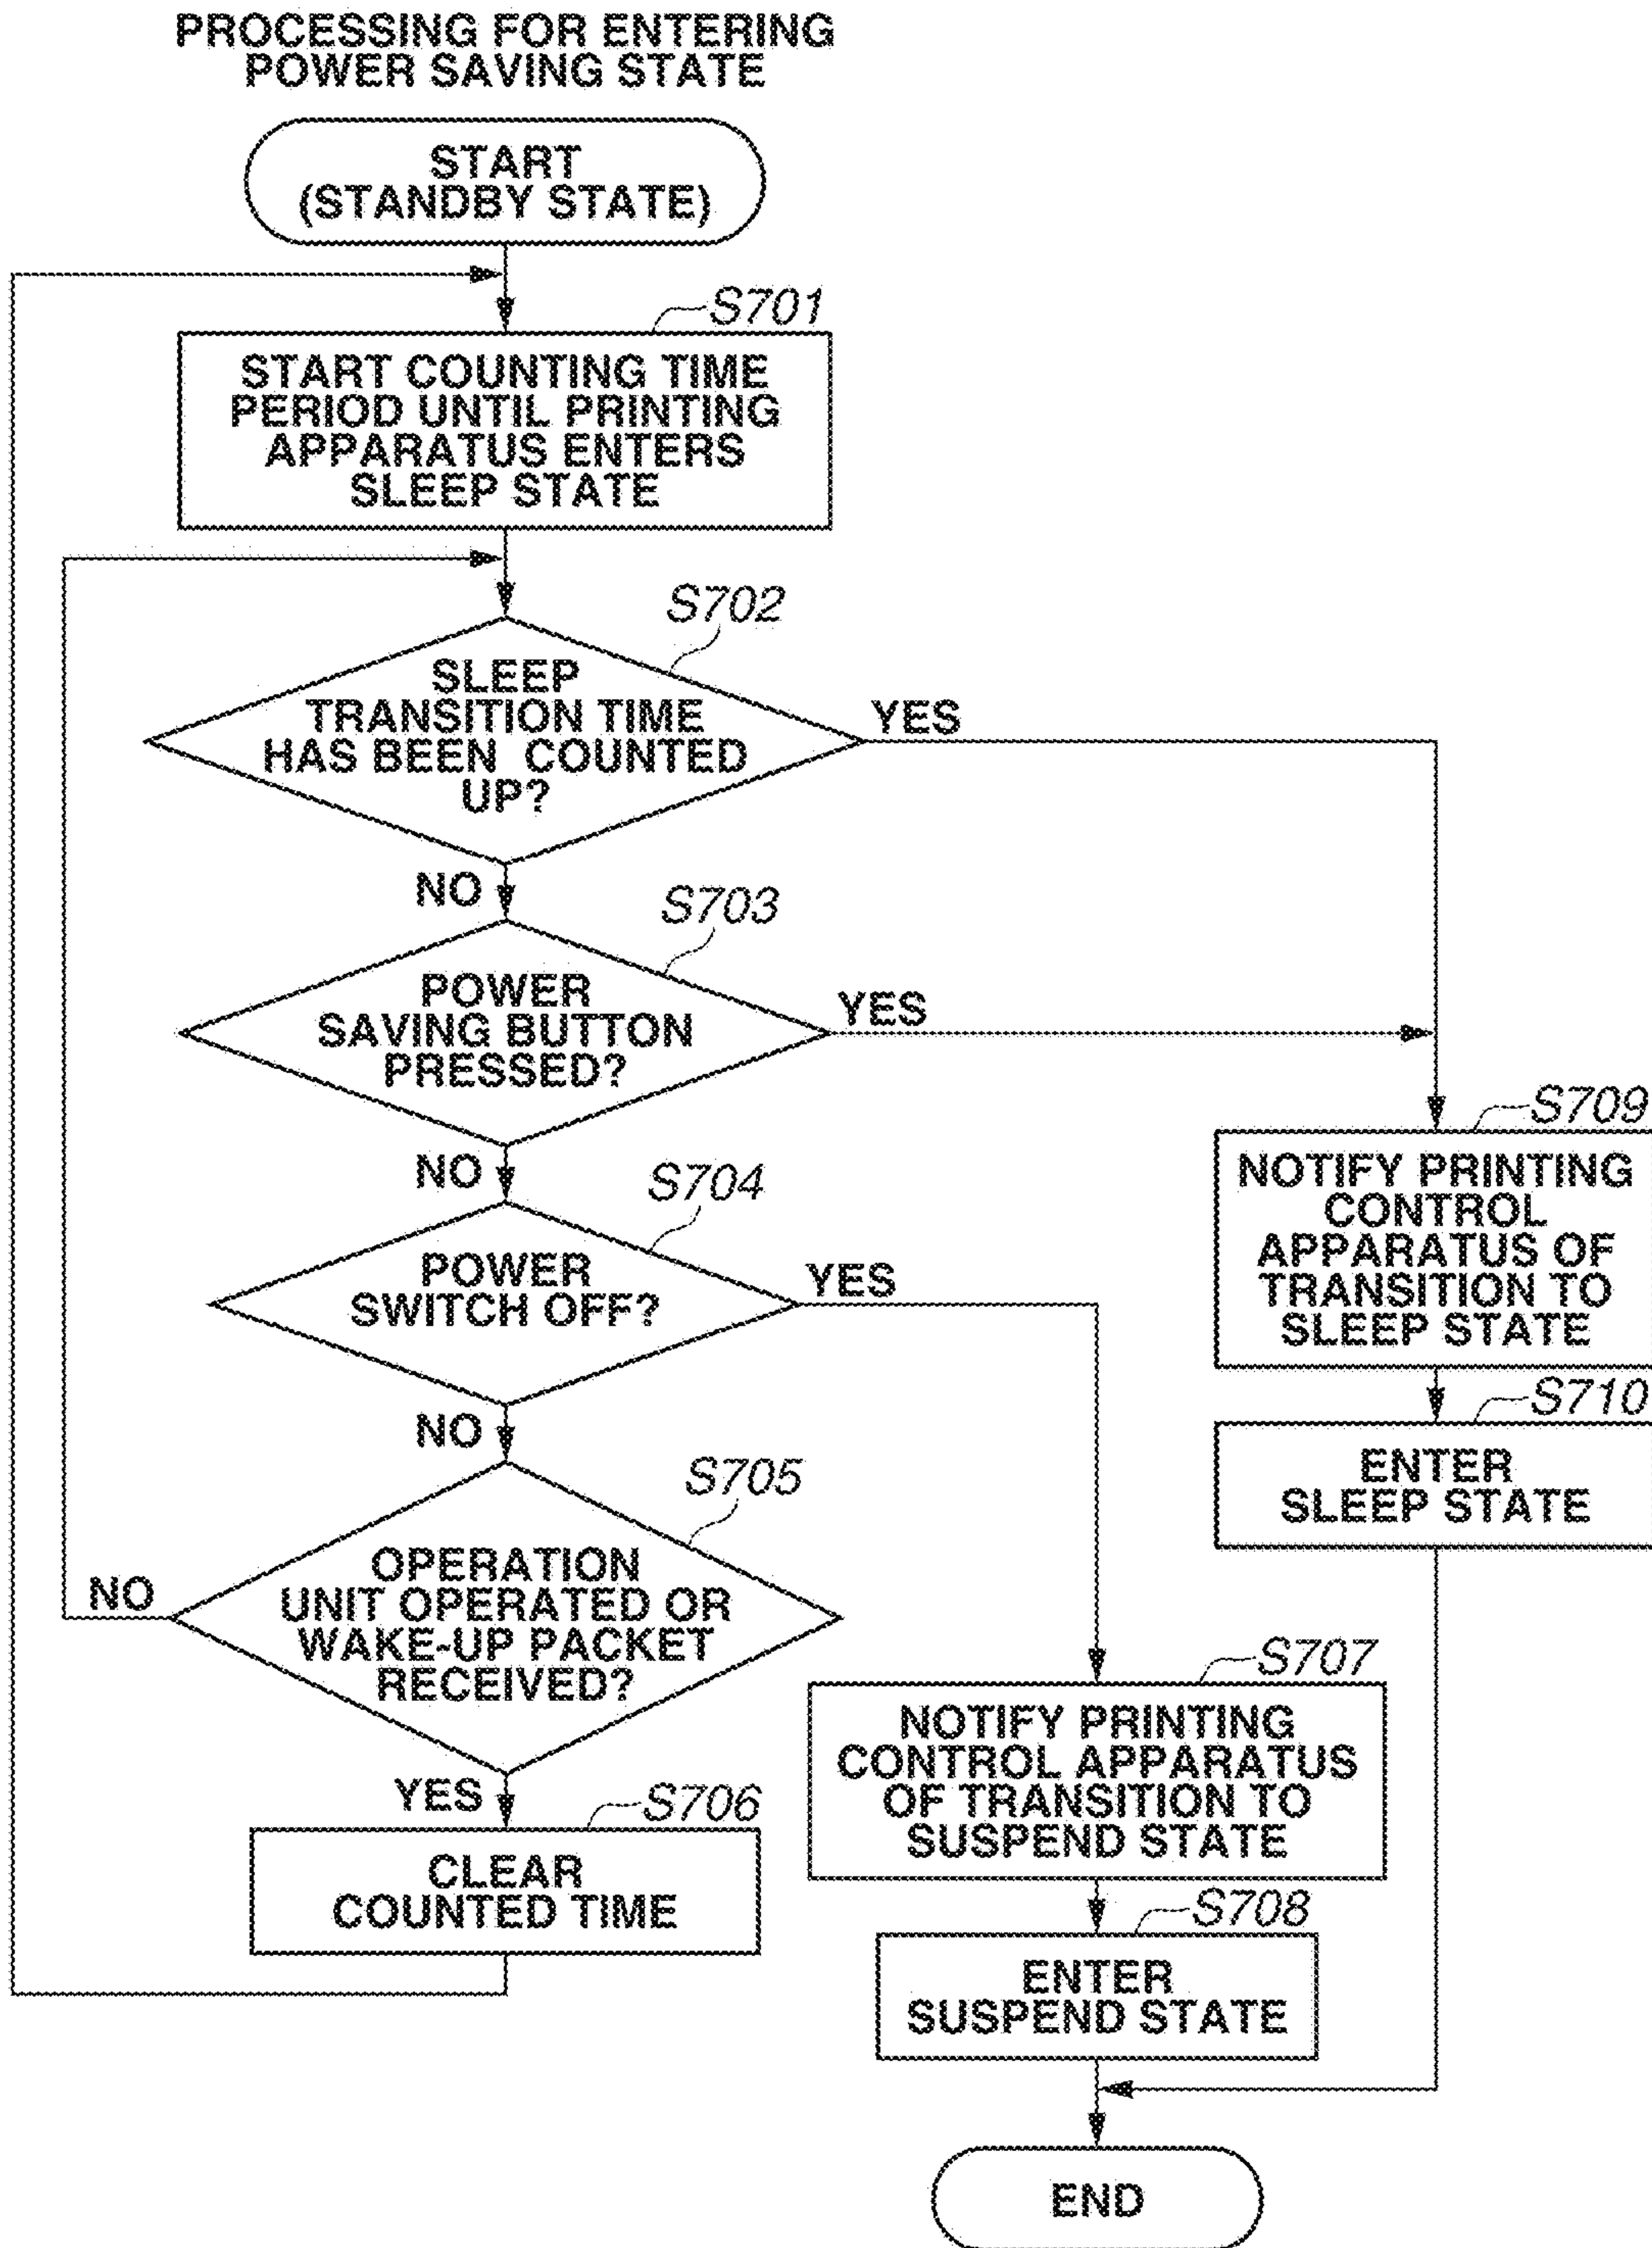 PROCESSING FOR ENTERING
POWER SAVING STATE
START
(STANDBY STATE)
S701
START COUNTING TIME
PERIOD UNTIL PRINTING
APPARATUS ENTERS
SLEEP STATE
S702
SLEEP
TRANSITION TIME
HAS BEEN COUNTED
UP?
YES
NO
S703
POWER
SAVING BUTTON
PRESSED?
YES
NO
S704
POWER
SWITCH OFF?
YES
NO
S705
OPERATION
UNIT OPERATED OR
WAKE-UP PACKET
RECEIVED?
NO
YES
S706
CLEAR
COUNTED TIME
S707
NOTIFY PRINTING
CONTROL APPARATUS
OF TRANSITION TO
SUSPEND STATE
S708
ENTER
SUSPEND STATE
S709
NOTIFY PRINTING
CONTROL
APPARATUS OF
TRANSITION TO
SLEEP STATE
S710
ENTER
SLEEP STATE
END